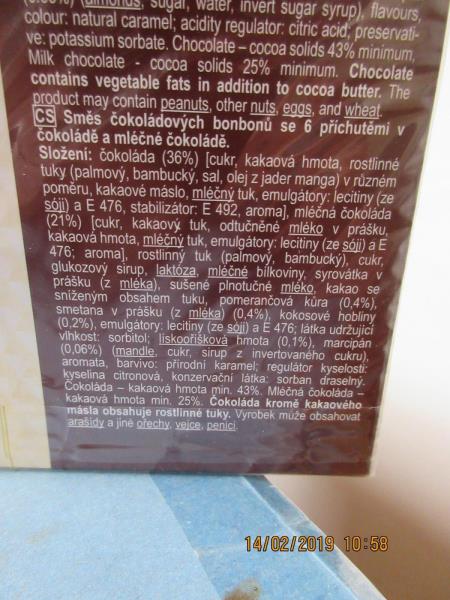 (almonds, sugar, water, invert sugar syrup), flavours,
colour: natural caramel; acidity regulator: citric acid; preservati-
ve: potassium sorbate. Chocolate – cocoa solids 43% minimum,
Milk chocolate - cocoa solids 25% minimum. Chocolate
contains vegetable fats in addition to cocoa butter. The
product may contain peanuts, other nuts, eggs, and wheat.
CS Směs čokoládových bonbonů se 6 příchutěmi v
čokoládě a mléčné čokoládě.
Složení: čokoláda (36%) [cukr, kakaová hmota, rostlinné
tuky (palmový, bambucký, sal, olej z jader manga) v různém
poměru, kakaové máslo, mléčný tuk, emulgátory: lecitiny (ze
sóji) a E 476, stabilizátor: E 492, aroma], mléčná čokoláda
(21%) [cukr, kakaový tuk, odtučněné mléko v prášku,
kakaová hmota, mléčný tuk, emulgátory: lecitiny (ze sóji) a E
476; aroma], rostlinný tuk (palmový, bambucký), cukr,
glukozový sirup, laktóza, mléčné bílkoviny, syrovátka v
prášku (z mléka), sušené plnotučné mléko, kakao se
sníženým obsahem tuku, pomerančová kůra (0,4%),
smetana v prášku (z mléka) (0,4%), kokosové hobliny
(0,2%), emulgátory: lecitiny (ze sóji) a E 476; látka udržující
vlhkost: sorbitol; lískooříšková hmota (0,1%), marcipán
(0,06%) (mandle, cukr, sirup z invertovaného cukru),
aromata, barvivo: přírodní karamel; regulátor kyselosti:
kyselina citronová, konzervační látka: sorban draselný.
Čokoláda – kakaová hmota min. 43%. Mléčná čokoláda –
kakaová hmota min. 25%. Čokoláda kromě kakaového
másla obsahuje rostlinné tuky. Výrobek může obsahovat
arašídy a jiné ořechy, vejce, penici.
14/02/2019 10:58